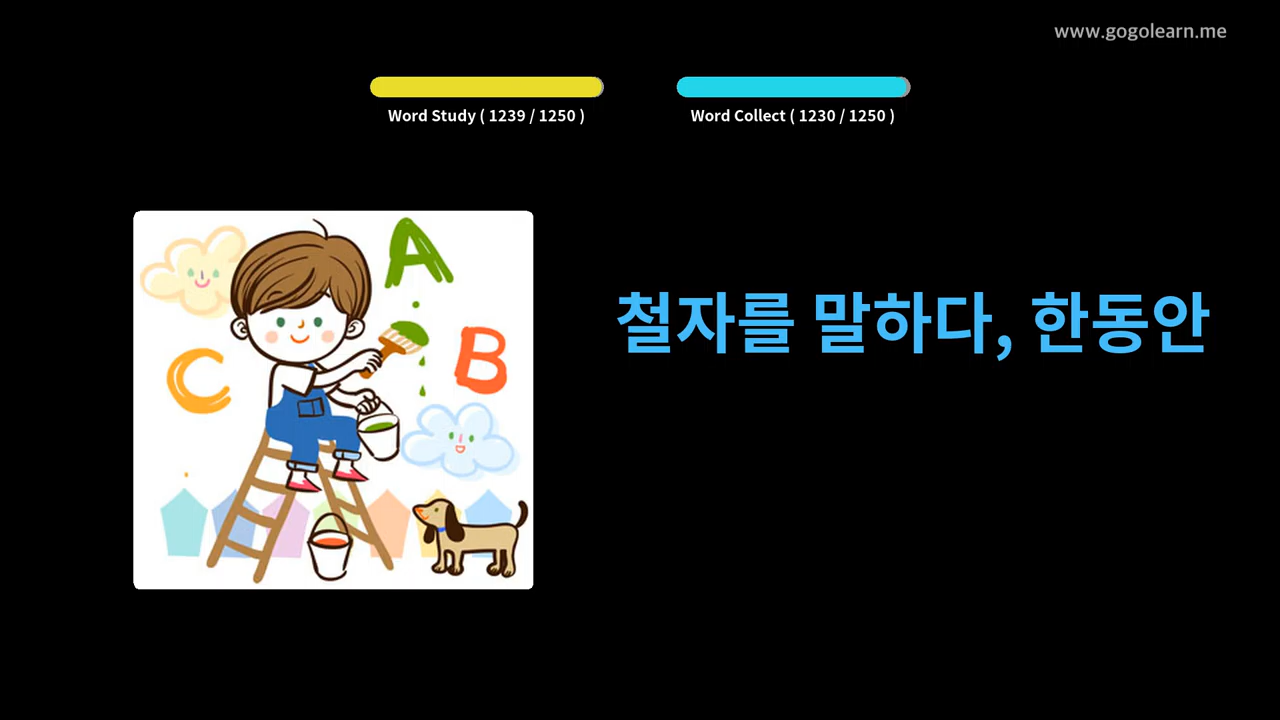 www.gogolearn.me
Word Study ( 1239 / 1250 )
Word Collect ( 1230 / 1250 )
A
B
C
철자를 말하다, 한동안